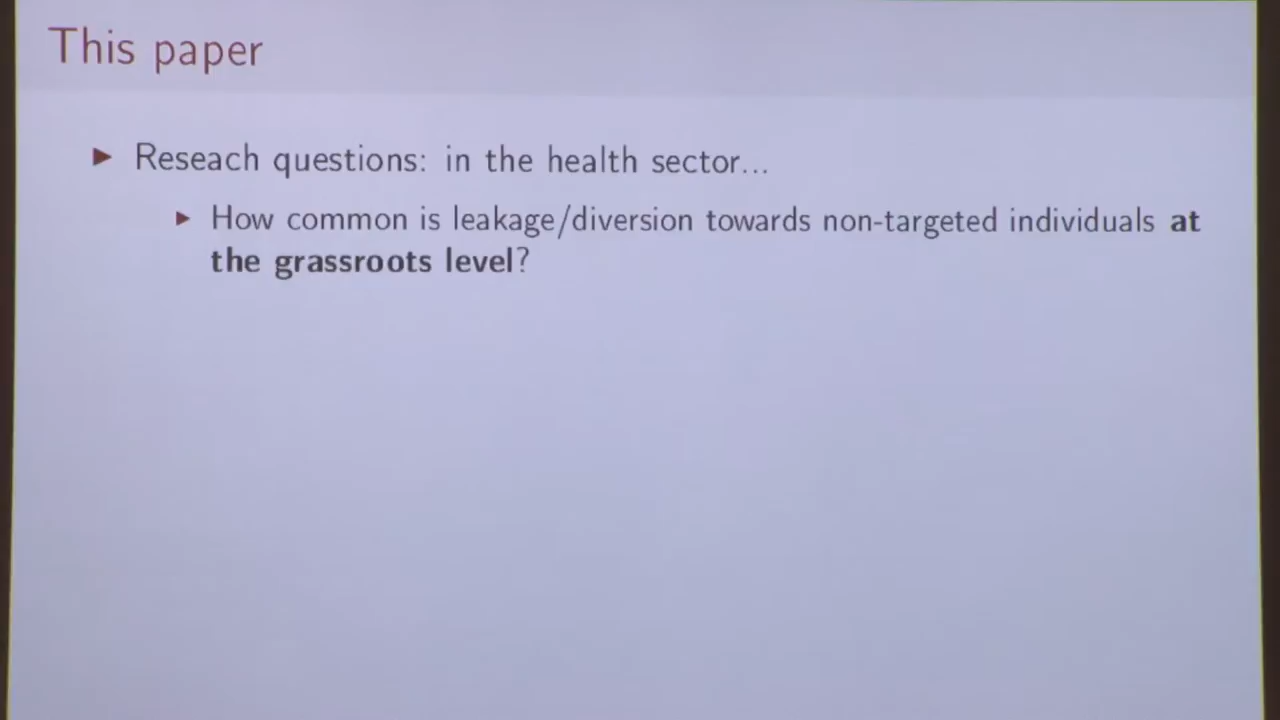 This paper
▶ Reseach questions: in the health sector...
▶ How common is leakage/diversion towards non-targeted individuals at
the grassroots level?